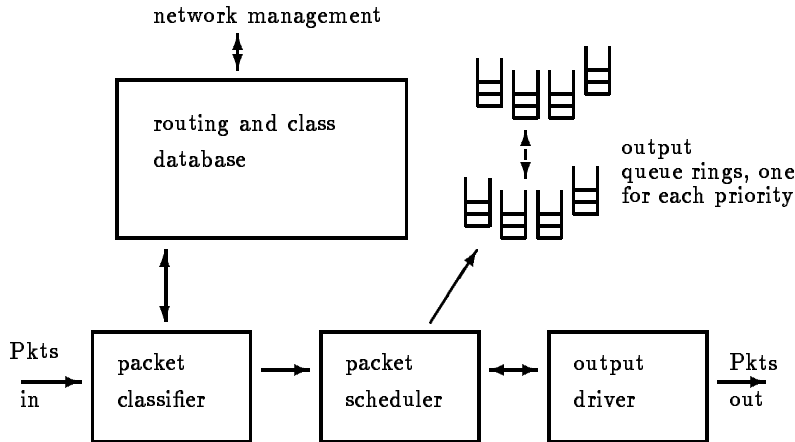 network management
routing and class
database
output
queue rings, one
for each priority
Pkts
in
packet
classifier
packet
scheduler
output
driver
Pkts
out